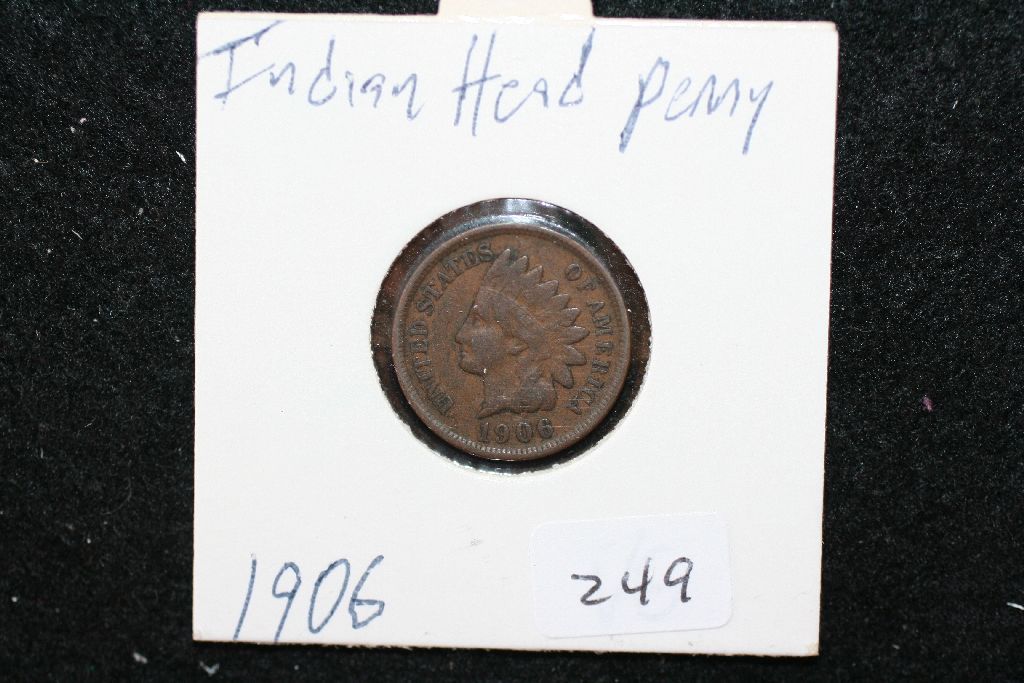 Indian Head Penny
UNITED STATES OF AMERICA
1906
1906
249